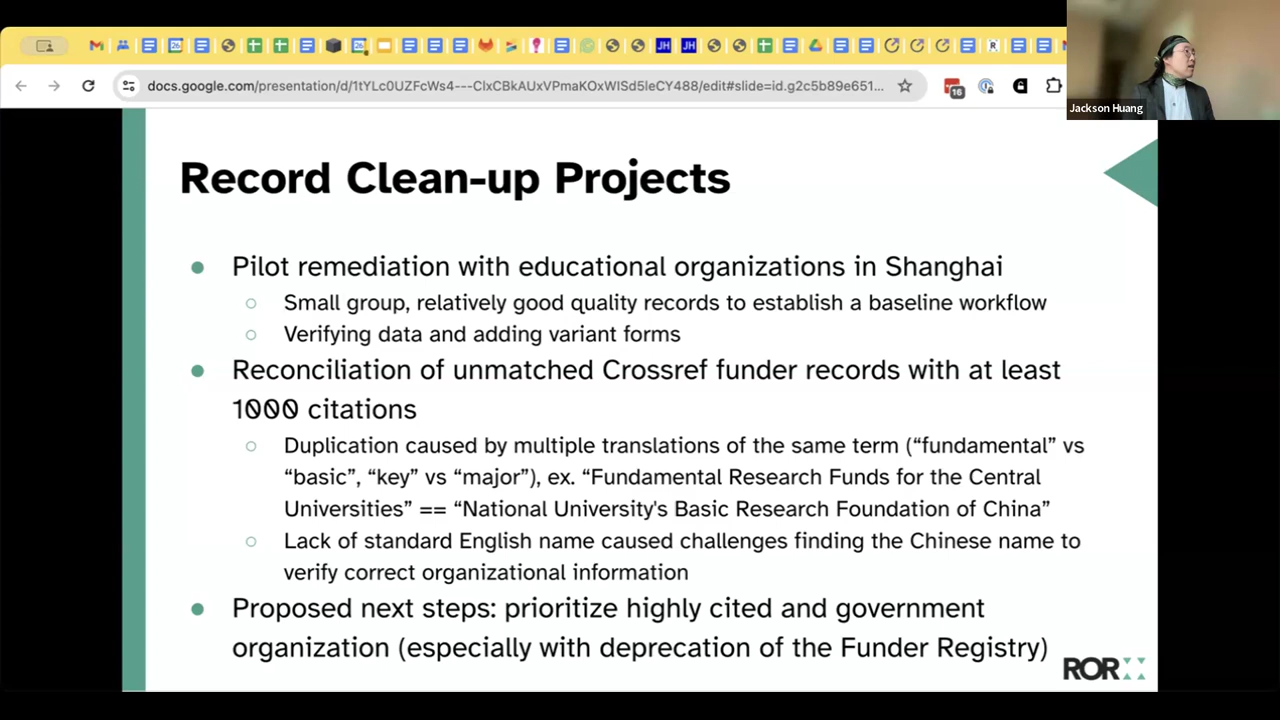 docs.google.com/presentation/d/1tYLc0UZFcWs4---ClxCBkAUxVPmaKOxWISd5leCY488/edit#slide=id.g2c5b89e651...
16
JH
JH
Jackson Huang
Record Clean-up Projects
● Pilot remediation with educational organizations in Shanghai
○ Small group, relatively good quality records to establish a baseline workflow
○ Verifying data and adding variant forms
● Reconciliation of unmatched Crossref funder records with at least
1000 citations
○ Duplication caused by multiple translations of the same term (“fundamental” vs
“basic”, “key” vs “major”), ex. “Fundamental Research Funds for the Central
Universities” == “National University's Basic Research Foundation of China”
○ Lack of standard English name caused challenges finding the Chinese name to
verify correct organizational information
● Proposed next steps: prioritize highly cited and government
organization (especially with deprecation of the Funder Registry)
ROR